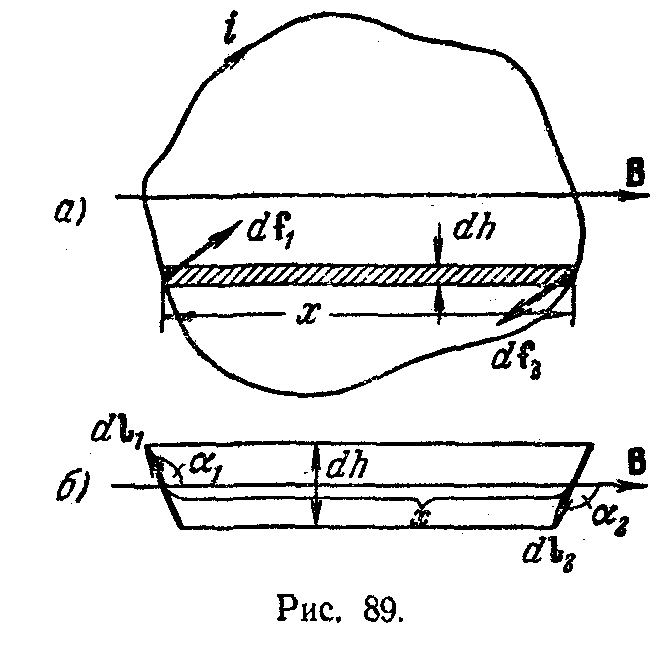 i
B
а)
df₁
dh
x
df₂
dl₁
α₁
dh
B
б)
x
α₂
dl₂
Рис. 89.